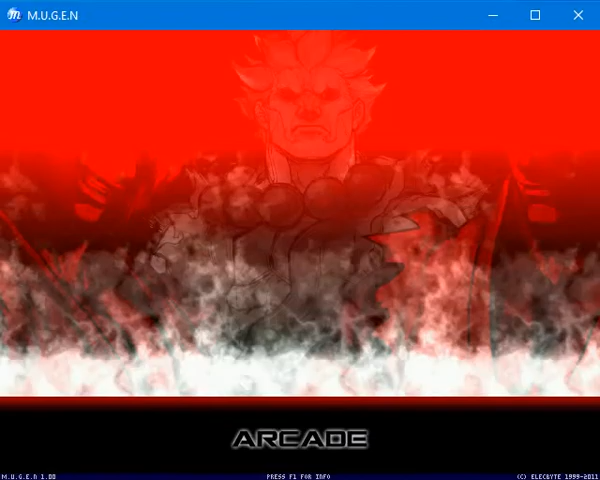 M.U.G.E.N
ARCADE
M.U.G.E.N 1.00
PRESS F1 FOR INFO
(C) ELECBYTE 1999-2011